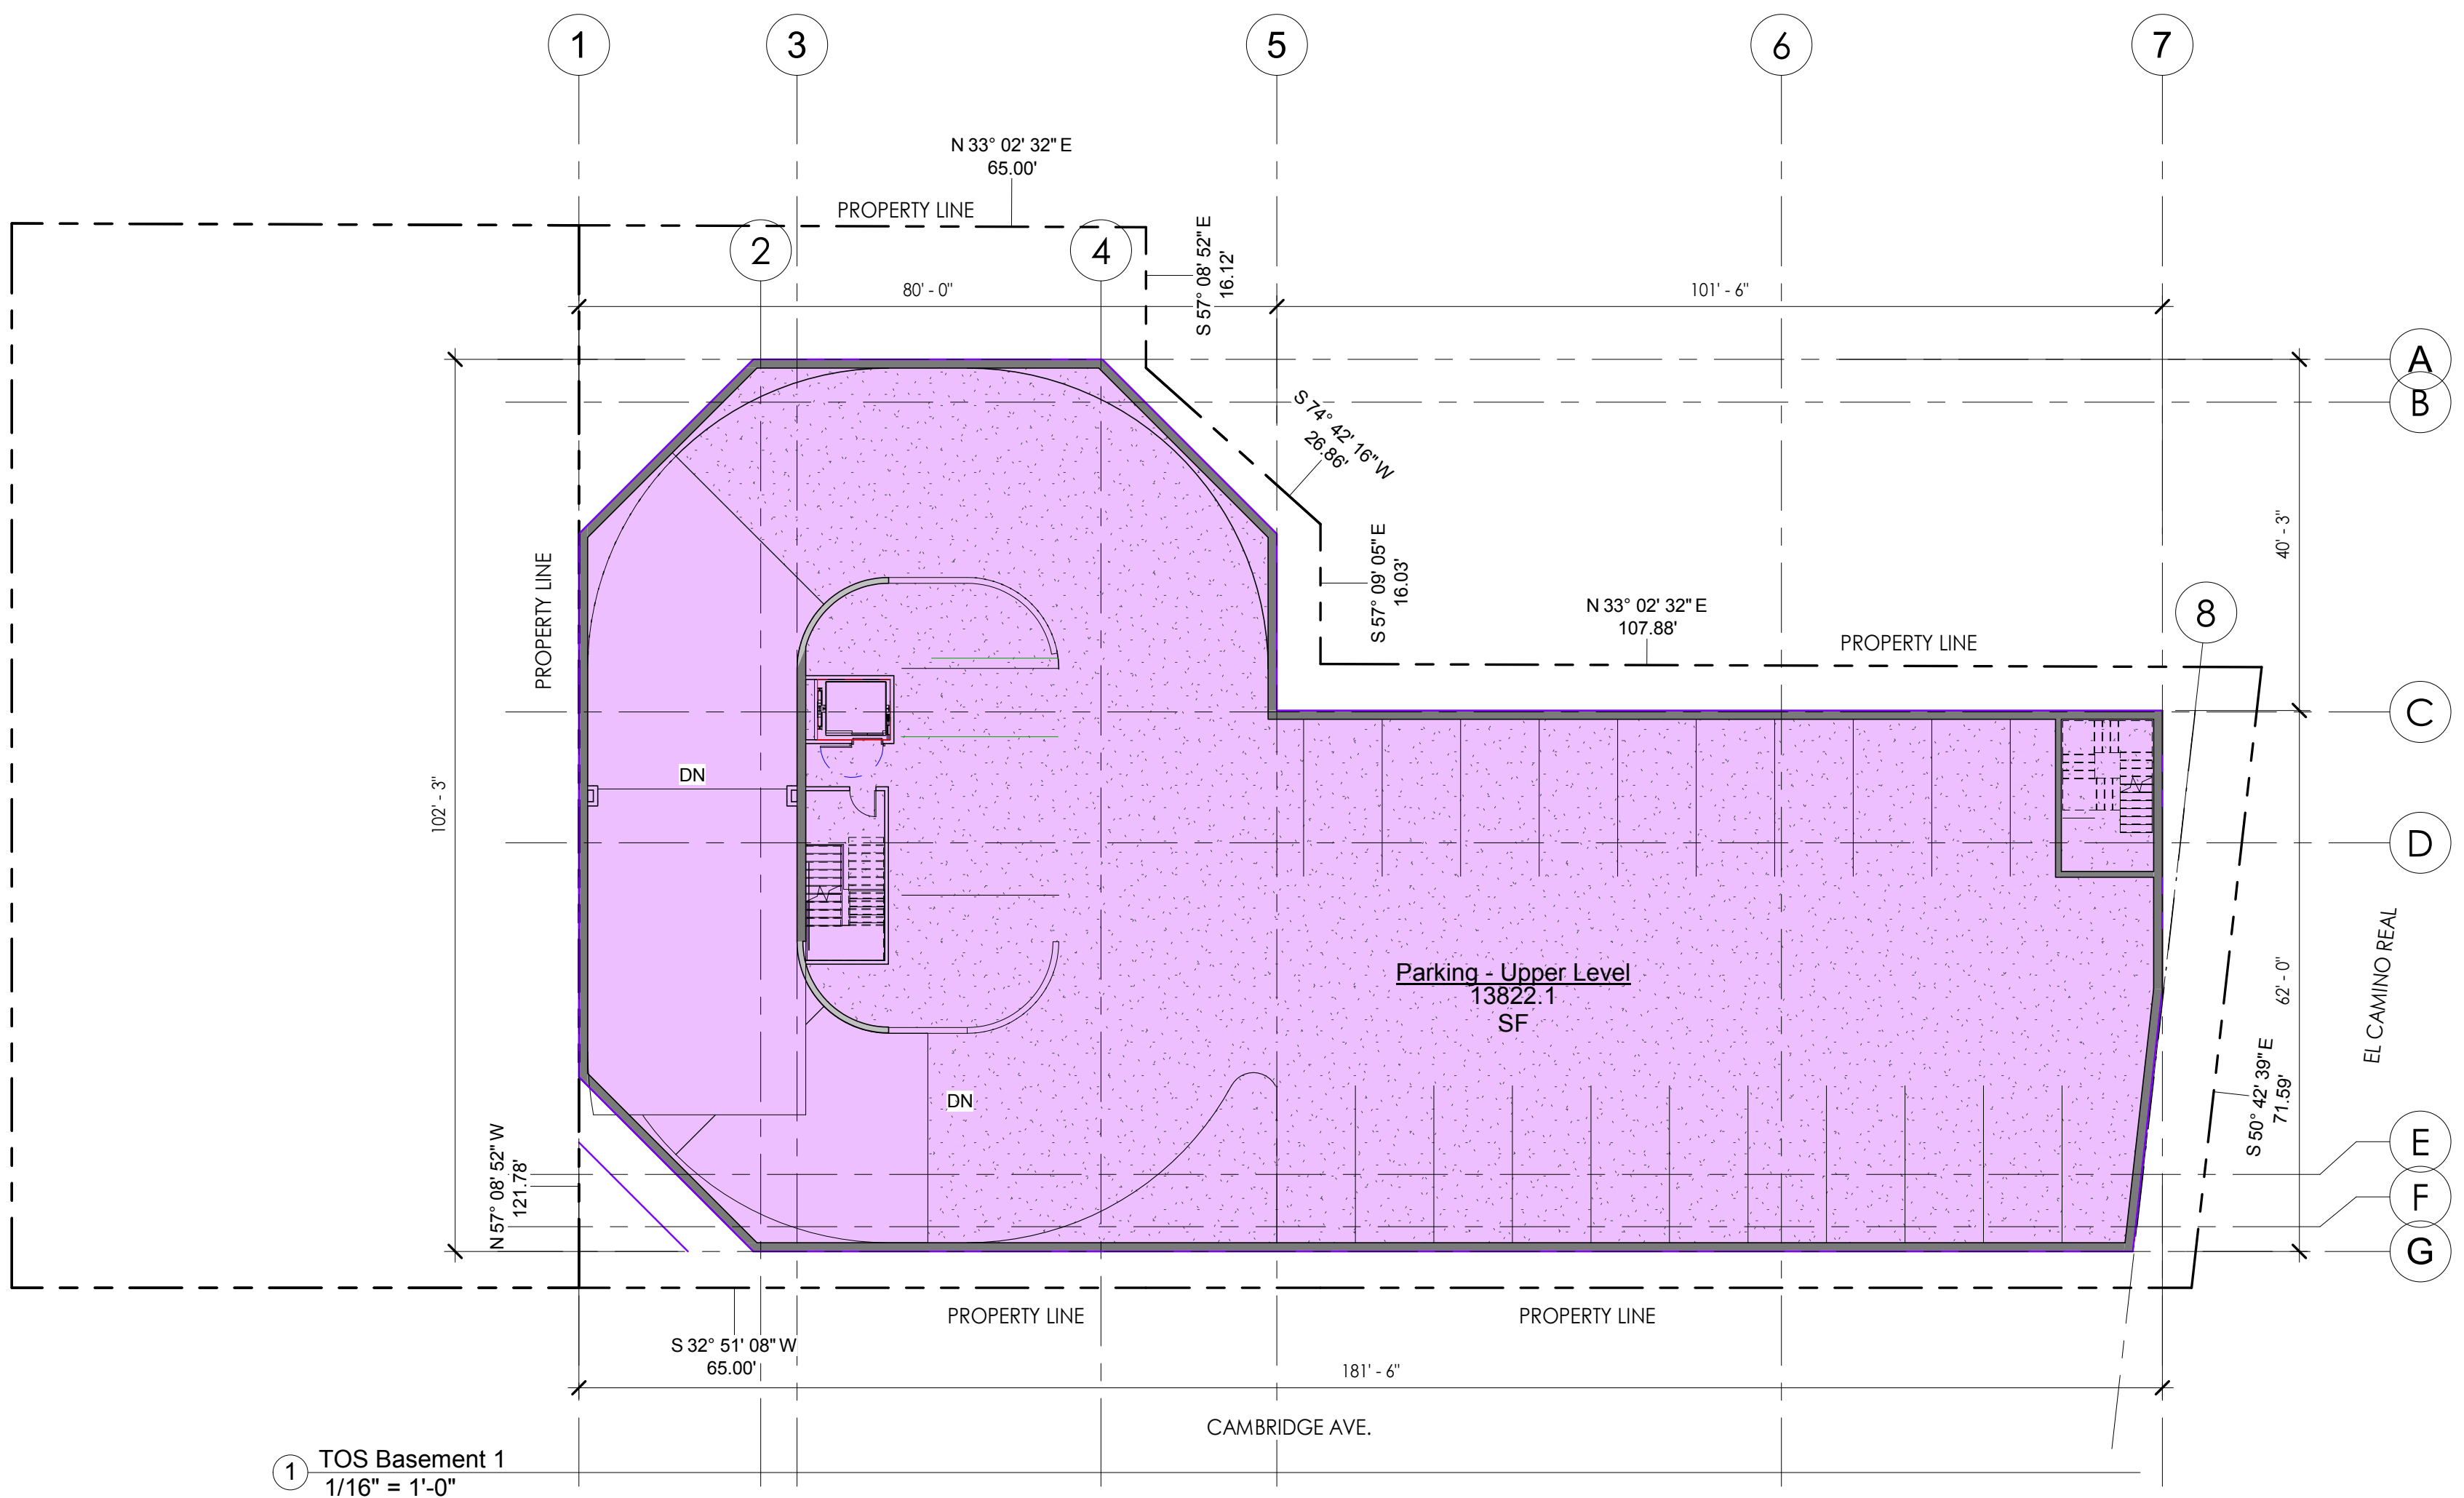 1
3
5
6
7
N 33° 02' 32" E
65.00'
PROPERTY LINE
2
4
S 57° 08' 52" E
16.12'
80' - 0"
101' - 6"
A
B
S 74° 42' 16" W
26.86'
40' - 3"
S 57° 09' 05" E
16.03'
PROPERTY LINE
N 33° 02' 32" E
107.88'
PROPERTY LINE
8
C
DN
102' - 3"
D
Parking - Upper Level
13822.1
SF
62' - 0"
EL CAMINO REAL
DN
S 50° 42' 39" E
71.59'
N 57° 08' 52" W
121.78'
E
F
G
PROPERTY LINE
PROPERTY LINE
S 32° 51' 08" W
65.00'
181' - 6"
CAMBRIDGE AVE.
1
TOS Basement 1
1/16" = 1'-0"